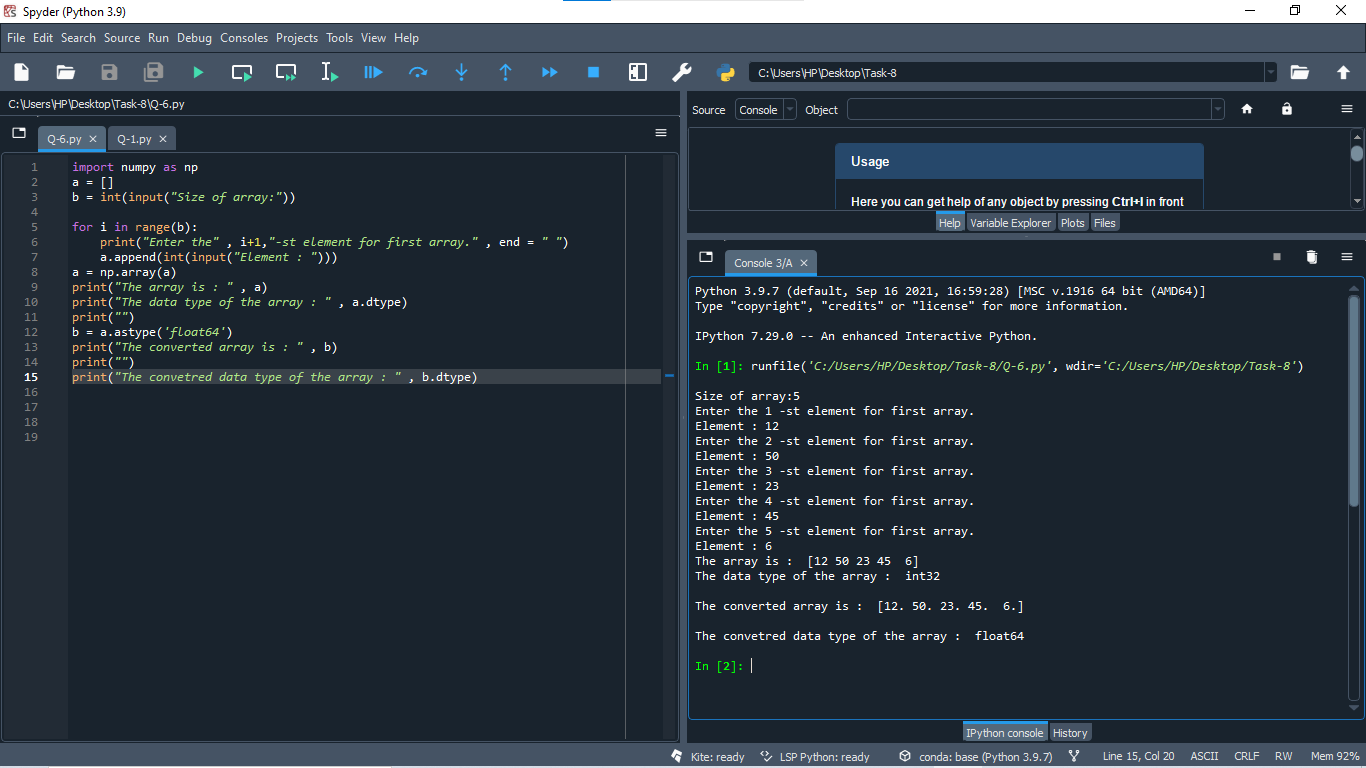 Spyder (Python 3.9)
File Edit Search Source Run Debug Consoles Projects Tools View Help
C:\Users\HP\Desktop\Task-8
C:\Users\HP\Desktop\Task-8\Q-6.py
Q-6.py
Q-1.py
1 import numpy as np
2 a = []
3 b = int(input("Size of array:"))
4
5 for i in range(b):
6     print("Enter the" , i+1,"-st element for first array." , end = " ")
7     a.append(int(input("Element : ")))
8 a = np.array(a)
9 print("The array is : " , a)
10 print("The data type of the array : " , a.dtype)
11 print("")
12 b = a.astype('float64')
13 print("The converted array is : " , b)
14 print("")
15 print("The convetred data type of the array : " , b.dtype)
16
17
18
19
Source Console Object
Usage
Here you can get help of any object by pressing Ctrl+I in front
Help Variable Explorer Plots Files
Console 3/A
Python 3.9.7 (default, Sep 16 2021, 16:59:28) [MSC v.1916 64 bit (AMD64)]
Type "copyright", "credits" or "license" for more information.
IPython 7.29.0 -- An enhanced Interactive Python.
In [1]: runfile('C:/Users/HP/Desktop/Task-8/Q-6.py', wdir='C:/Users/HP/Desktop/Task-8')
Size of array:5
Enter the 1 -st element for first array.
Element : 12
Enter the 2 -st element for first array.
Element : 50
Enter the 3 -st element for first array.
Element : 23
Enter the 4 -st element for first array.
Element : 45
Enter the 5 -st element for first array.
Element : 6
The array is :  [12 50 23 45  6]
The data type of the array :  int32
The converted array is :  [12. 50. 23. 45.  6.]
The convetred data type of the array :  float64
In [2]:
IPython console History
Kite: ready LSP Python: ready conda: base (Python 3.9.7) Line 15, Col 20 ASCII CRLF RW Mem 92%